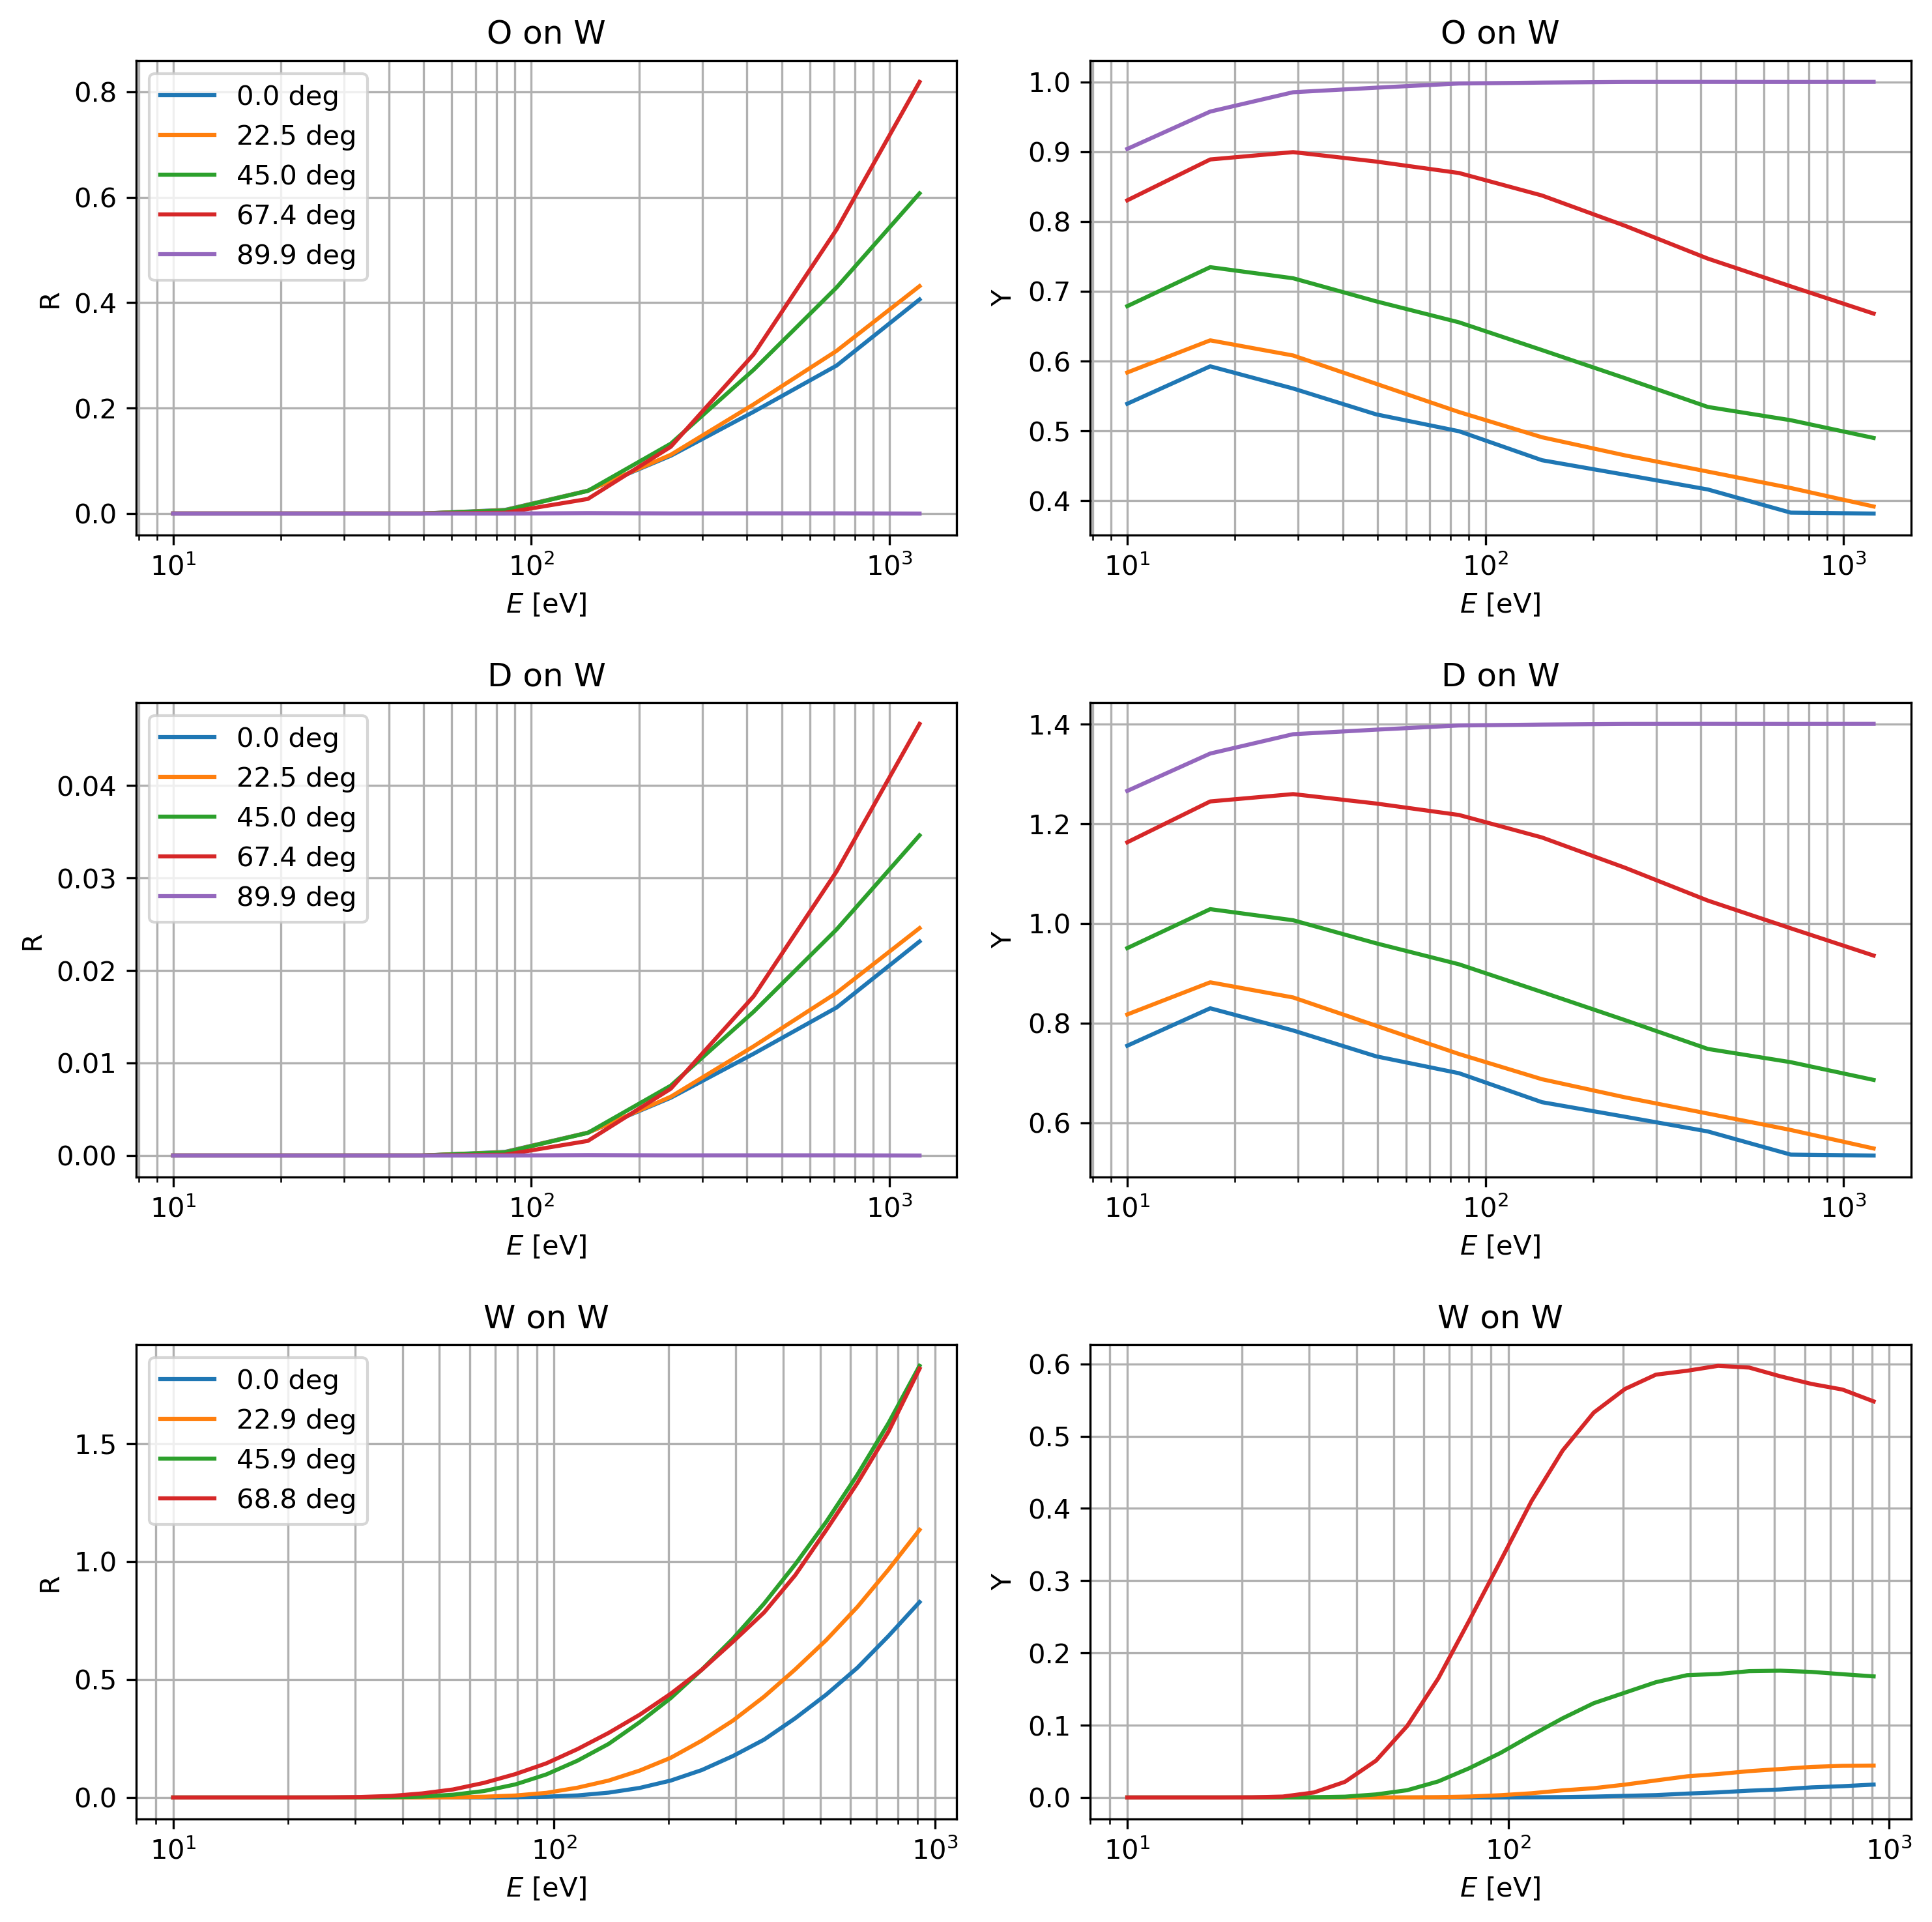 O on W
0.8
0.6
0.4
0.2
0.0
R
0.0 deg
22.5 deg
45.0 deg
67.4 deg
89.9 deg
10¹ 10² 10³
E [eV]
O on W
1.0
0.9
0.8
0.7
0.6
0.5
0.4
Y
10¹ 10² 10³
E [eV]
D on W
0.04
0.03
0.02
0.01
0.00
R
0.0 deg
22.5 deg
45.0 deg
67.4 deg
89.9 deg
10¹ 10² 10³
E [eV]
D on W
1.4
1.2
1.0
0.8
0.6
Y
10¹ 10² 10³
E [eV]
W on W
1.5
1.0
0.5
0.0
R
0.0 deg
22.9 deg
45.9 deg
68.8 deg
10¹ 10² 10³
E [eV]
W on W
0.6
0.5
0.4
0.3
0.2
0.1
0.0
Y
10¹ 10² 10³
E [eV]